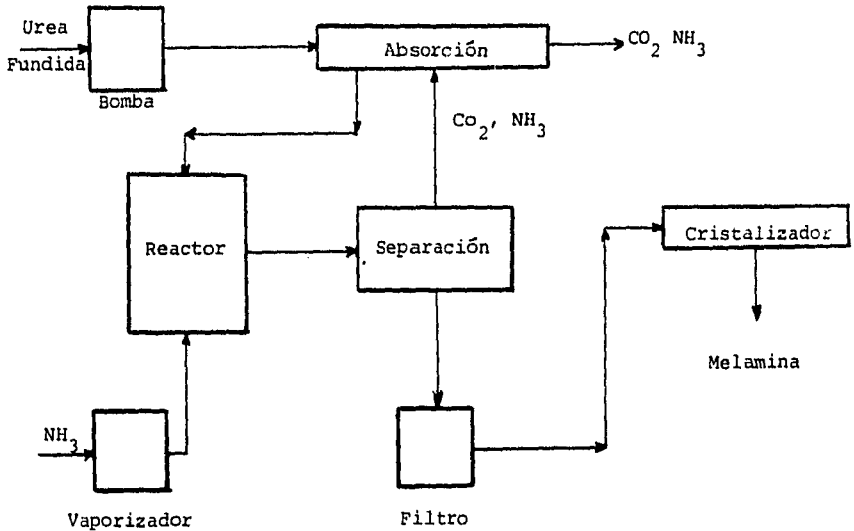 Urea
Fundida
Bomba
Absorción
CO2 NH3
Co2, NH3
Reactor
Separación
Cristalizador
Melamina
NH3
Vaporizador
Filtro